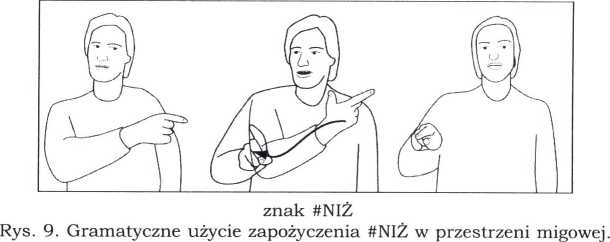 znak #NIŻ
Rys. 9. Gramatyczne użycie zapożyczenia #NIŻ w przestrzeni migowej.